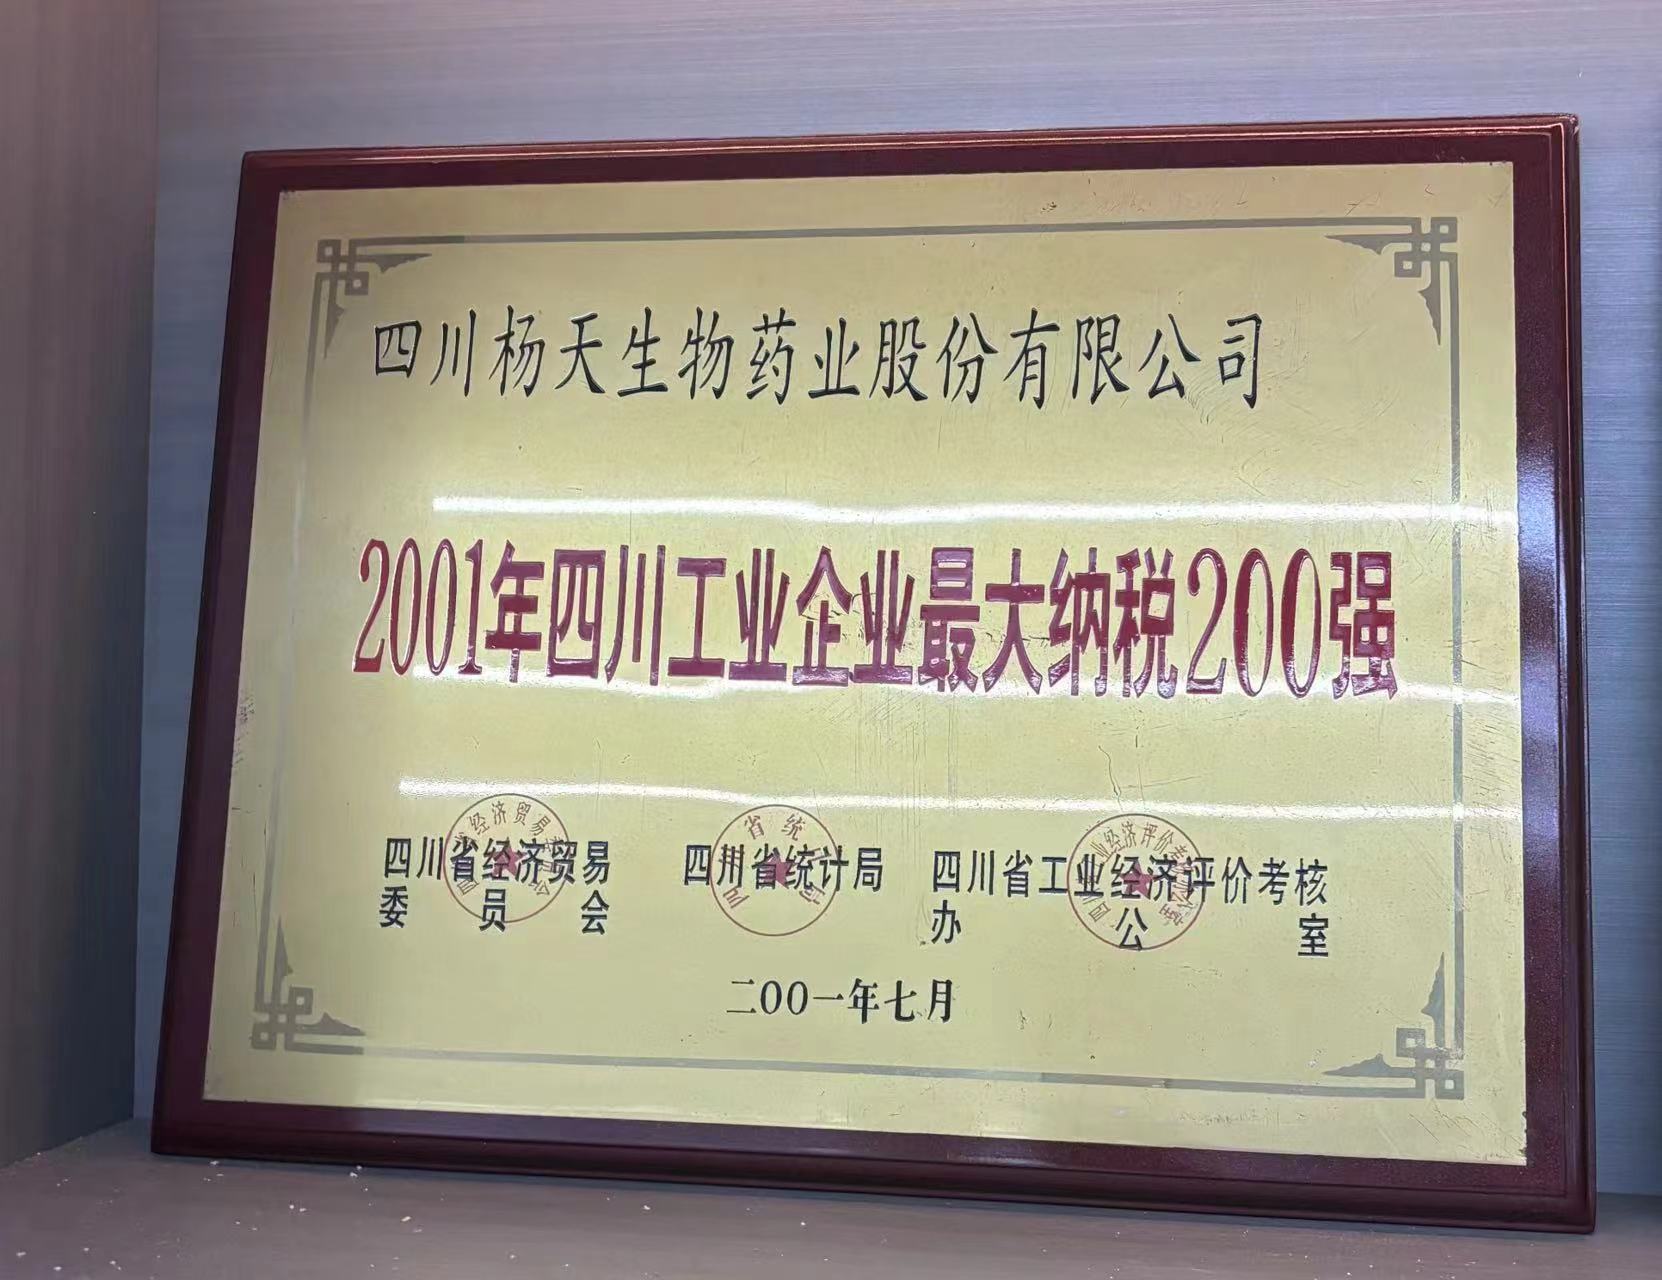 四川杨天生物药业股份有限公司
2001年四川工业企业最大纳税200强
四川省经济贸易
委员会
四川省统计局
四川省工业经济评价考核
办公室
二00一年七月